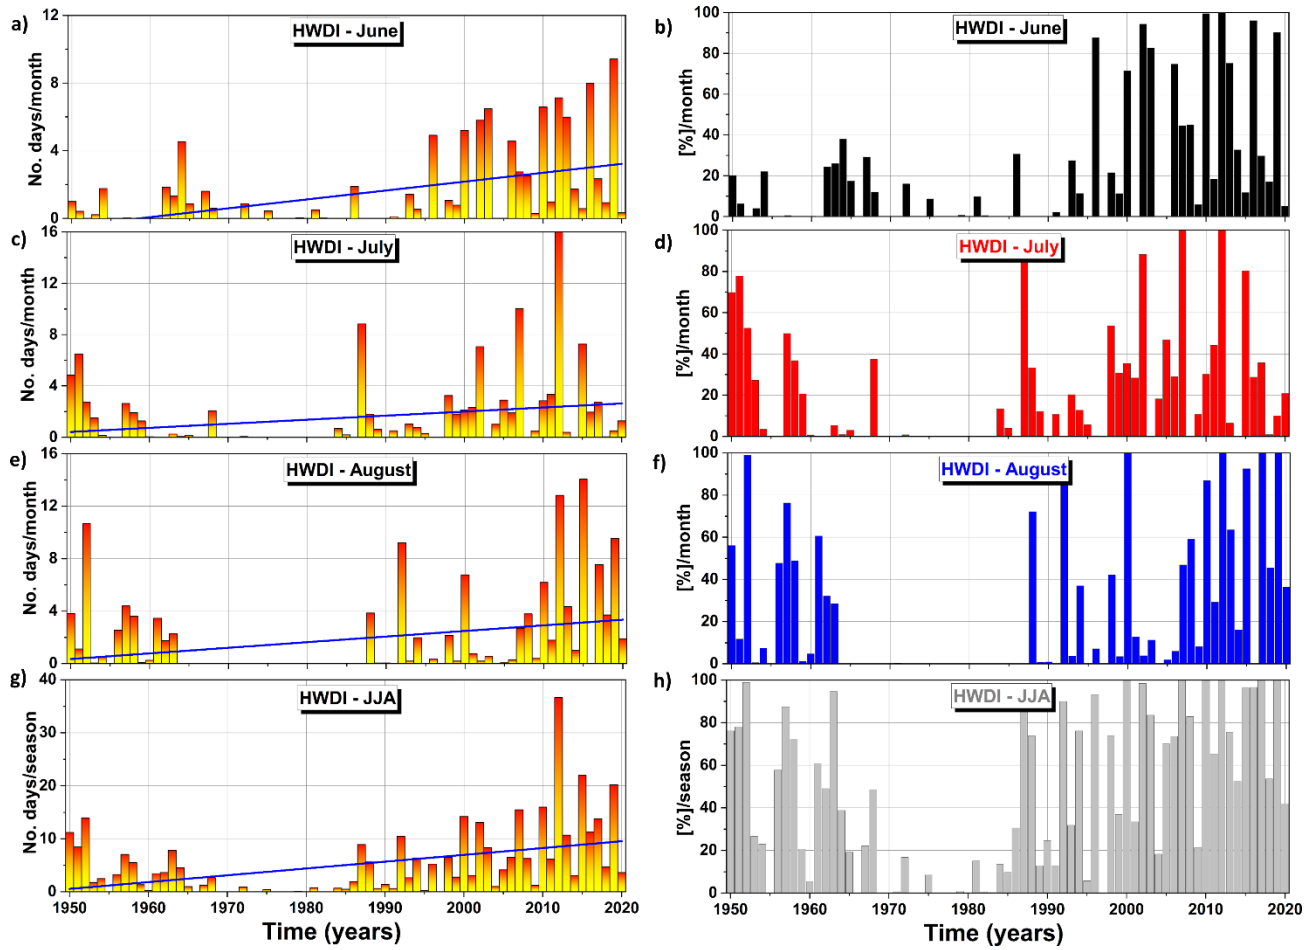 a)
HWDI - June
No. days/month
12
8
4
0
b)
HWDI - June
[%]/month
100
80
60
40
20
0
c)
HWDI - July
No. days/month
16
12
8
4
0
d)
HWDI - July
[%]/month
100
80
60
40
20
0
e)
HWDI - August
No. days/month
16
12
8
4
0
f)
HWDI - August
[%]/month
100
80
60
40
20
0
g)
HWDI - JJA
No. days/season
40
30
20
10
0
1950 1960 1970 1980 1990 2000 2010 2020
Time (years)
h)
HWDI - JJA
[%]/season
100
80
60
40
20
0
1950 1960 1970 1980 1990 2000 2010 2020
Time (years)